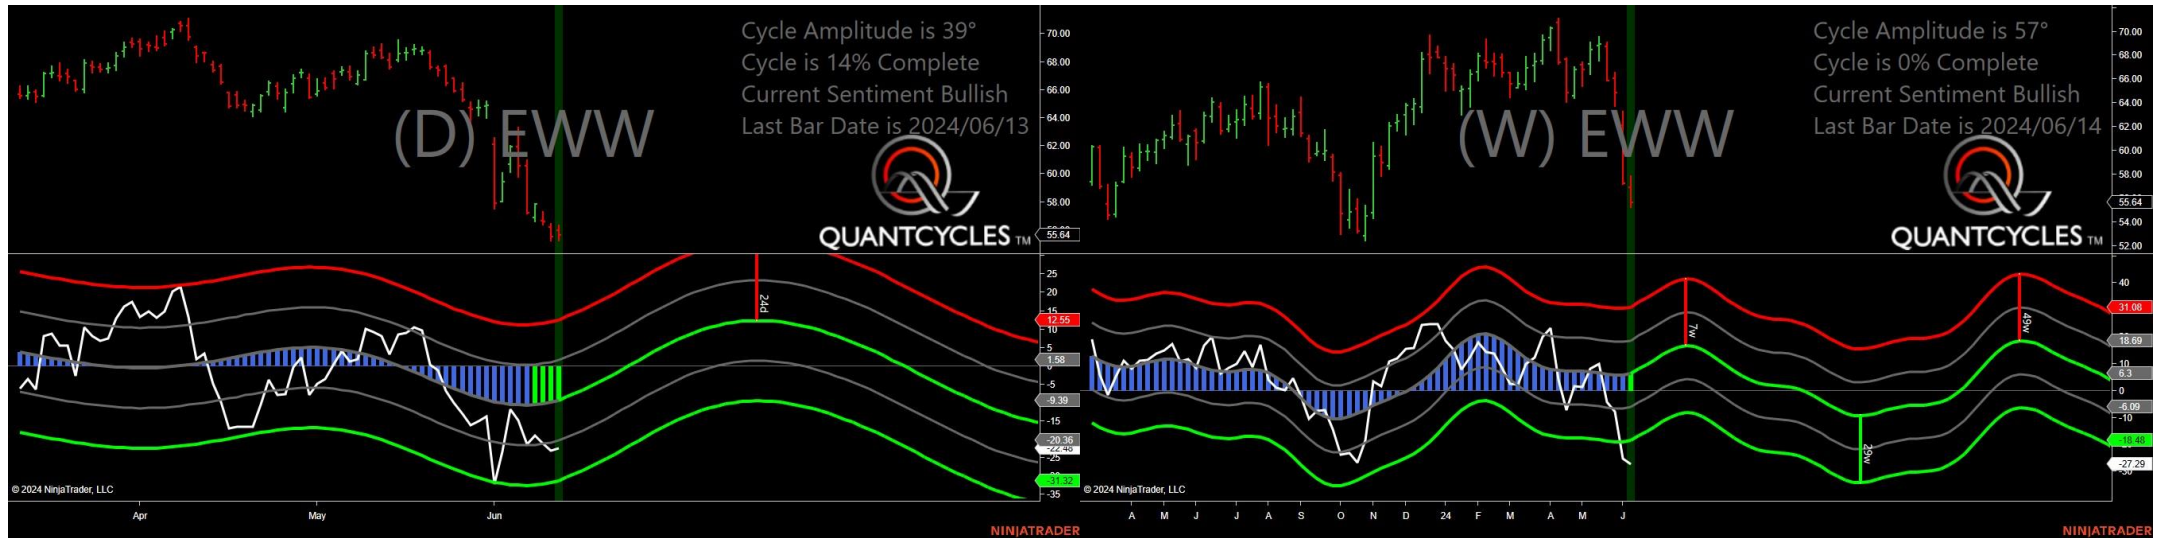 Cycle Amplitude is 39°
Cycle is 14% Complete
Current Sentiment Bullish
Last Bar Date is 2024/06/13
(D) EWW
QUANTCYCLES TM
70.00
68.00
66.00
64.00
62.00
60.00
58.00
55.64
25
20
15
12.55
10
5
1.58
0
-5
-9.39
-15
-20.36
-22.48
-25
-31.32
-35
24d
© 2024 NinjaTrader, LLC
Apr
May
Jun
NINJATRADER
Cycle Amplitude is 57°
Cycle is 0% Complete
Current Sentiment Bullish
Last Bar Date is 2024/06/14
(W) EWW
QUANTCYCLES TM
70.00
68.00
66.00
64.00
62.00
60.00
58.00
55.64
54.00
52.00
40
31.08
18.69
10
6.3
0
-6.09
-10
-18.48
-27.29
7w
29w
49w
© 2024 NinjaTrader, LLC
A M J J A S O N D 24 F M A M J
NINJATRADER